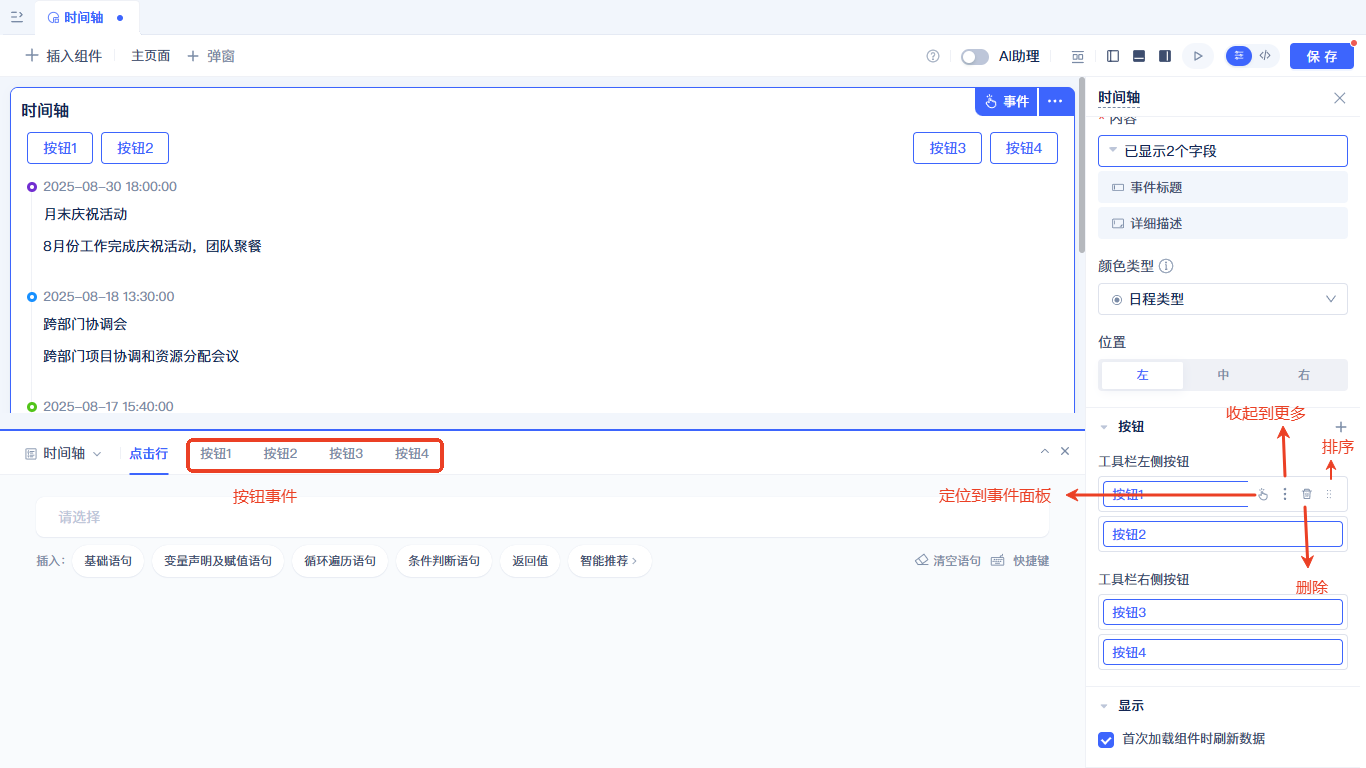 时间轴
插入组件
主页面
弹窗
AI助理
保 存
时间轴
事件
按钮1
按钮2
按钮3
按钮4
2025-08-30 18:00:00
月末庆祝活动
8月份工作完成庆祝活动，团队聚餐
2025-08-18 13:30:00
跨部门协调会
跨部门项目协调和资源分配会议
2025-08-17 15:40:00
时间轴
点击行
按钮1
按钮2
按钮3
按钮4
按钮事件
请选择
插入：
基础语句
变量声明及赋值语句
循环遍历语句
条件判断语句
返回值
智能推荐
清空语句
快捷键
时间轴
* 内容
已显示2个字段
事件标题
详细描述
颜色类型
日程类型
位置
左
中
右
收起到更多
按钮
排序
工具栏左侧按钮
定位到事件面板
按钮1
按钮2
工具栏右侧按钮
删除
按钮3
按钮4
显示
首次加载组件时刷新数据